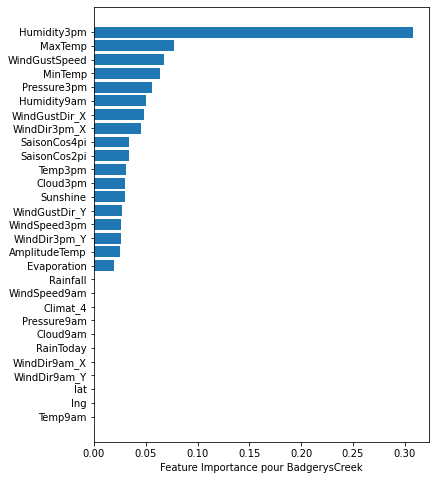 Humidity3pm
MaxTemp
WindGustSpeed
MinTemp
Pressure3pm
Humidity9am
WindGustDir_X
WindDir3pm_X
SaisonCos4pi
SaisonCos2pi
Temp3pm
Cloud3pm
Sunshine
WindGustDir_Y
WindSpeed3pm
WindDir3pm_Y
AmplitudeTemp
Evaporation
Rainfall
WindSpeed9am
Climat_4
Pressure9am
Cloud9am
RainToday
WindDir9am_X
WindDir9am_Y
lat
lng
Temp9am
0.00 0.05 0.10 0.15 0.20 0.25 0.30
Feature Importance pour BadgerysCreek